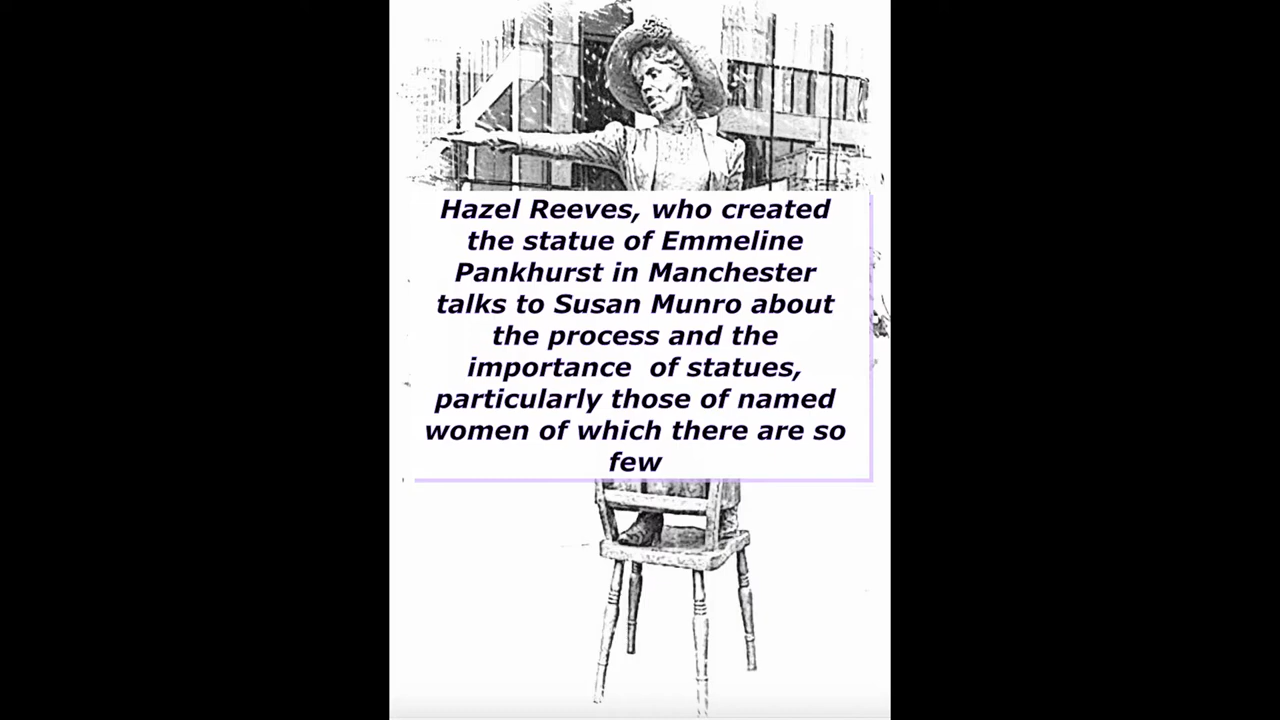 Hazel Reeves, who created
the statue of Emmeline
Pankhurst in Manchester
talks to Susan Munro about
the process and the
importance  of statues,
particularly those of named
women of which there are so
few